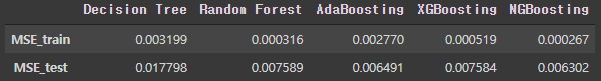 Decision Tree Random Forest AdaBoosting XGBoosting NGBoosting
MSE_train 0.003199 0.000316 0.002770 0.000519 0.000267
MSE_test 0.017798 0.007589 0.006491 0.007584 0.006302